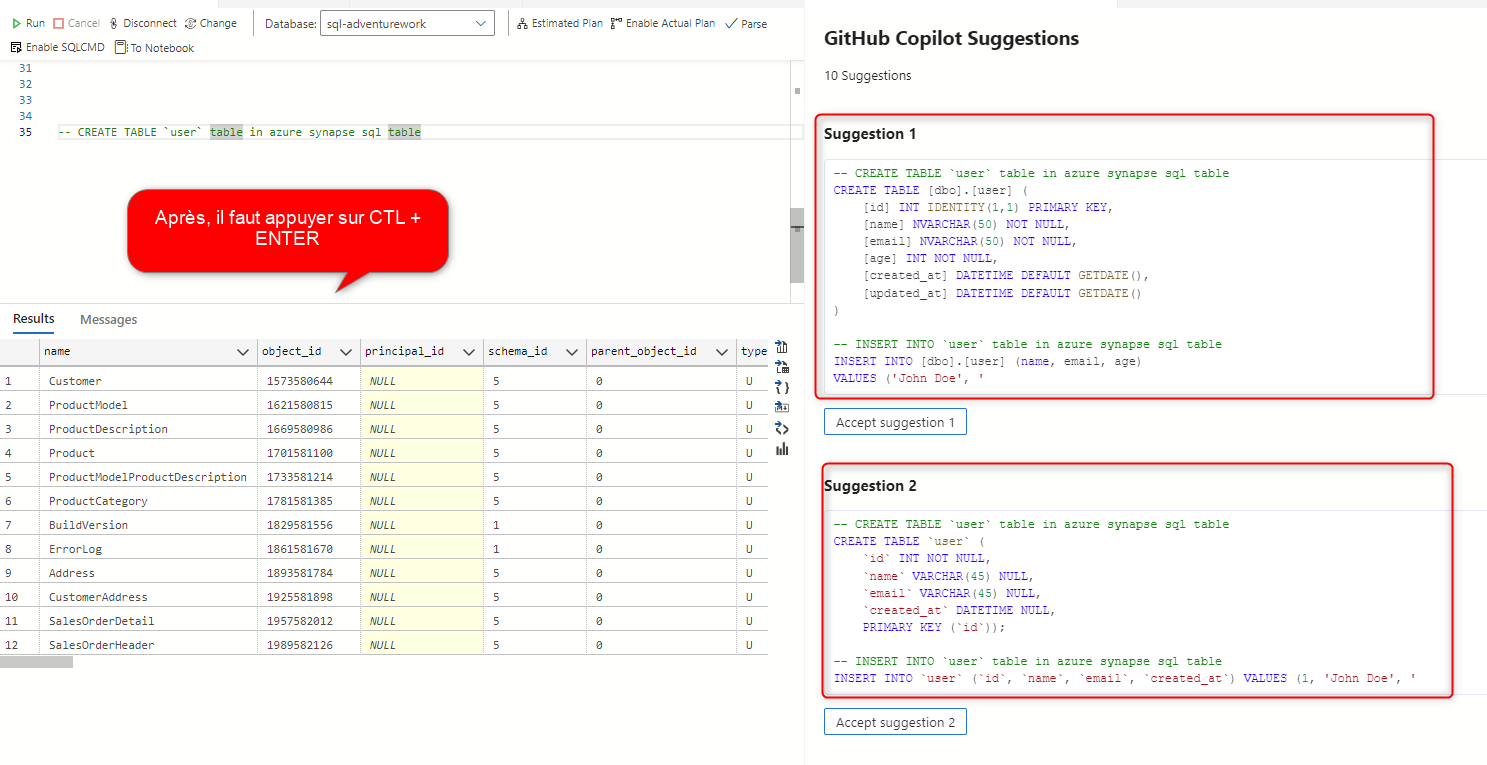 Run Cancel Disconnect Change Database: sql-adventurework Estimated Plan Enable Actual Plan Parse
Enable SQLCMD To Notebook
31
32
33
34
35 -- CREATE TABLE `user` table in azure synapse sql table
Après, il faut appuyer sur CTL +
ENTER
Results Messages
name object_id principal_id schema_id parent_object_id type
1 Customer 1573580644 NULL 5 0 U
2 ProductModel 1621580815 NULL 5 0 U
3 ProductDescription 1669580986 NULL 5 0 U
4 Product 1701581100 NULL 5 0 U
5 ProductModelProductDescription 1733581214 NULL 5 0 U
6 ProductCategory 1781581385 NULL 5 0 U
7 BuildVersion 1829581556 NULL 1 0 U
8 ErrorLog 1861581670 NULL 1 0 U
9 Address 1893581784 NULL 5 0 U
10 CustomerAddress 1925581898 NULL 5 0 U
11 SalesOrderDetail 1957582012 NULL 5 0 U
12 SalesOrderHeader 1989582126 NULL 5 0 U
GitHub Copilot Suggestions
10 Suggestions
Suggestion 1
-- CREATE TABLE `user` table in azure synapse sql table
CREATE TABLE [dbo].[user] (
[id] INT IDENTITY(1,1) PRIMARY KEY,
[name] NVARCHAR(50) NOT NULL,
[email] NVARCHAR(50) NOT NULL,
[age] INT NOT NULL,
[created_at] DATETIME DEFAULT GETDATE(),
[updated_at] DATETIME DEFAULT GETDATE()
)
-- INSERT INTO `user` table in azure synapse sql table
INSERT INTO [dbo].[user] (name, email, age)
VALUES ('John Doe', '
Accept suggestion 1
Suggestion 2
-- CREATE TABLE `user` table in azure synapse sql table
CREATE TABLE `user` (
`id` INT NOT NULL,
`name` VARCHAR(45) NULL,
`email` VARCHAR(45) NULL,
`created_at` DATETIME NULL,
PRIMARY KEY (`id`));
-- INSERT INTO `user` table in azure synapse sql table
INSERT INTO `user` (`id`, `name`, `email`, `created_at`) VALUES (1, 'John Doe', '
Accept suggestion 2